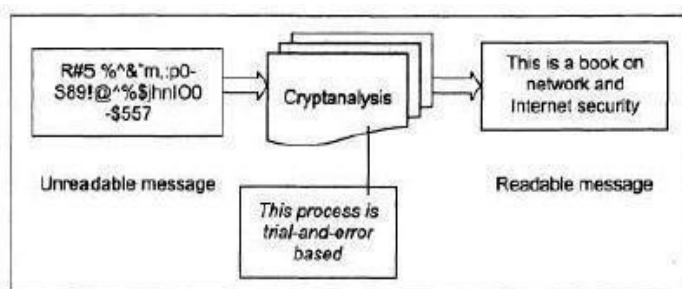 R#5 %^&*m,:p0-
S89!@^%$jhnIO0
-$557
Cryptanalysis
This is a book on
network and
Internet security
Unreadable message
Readable message
This process is
trial-and-error
based